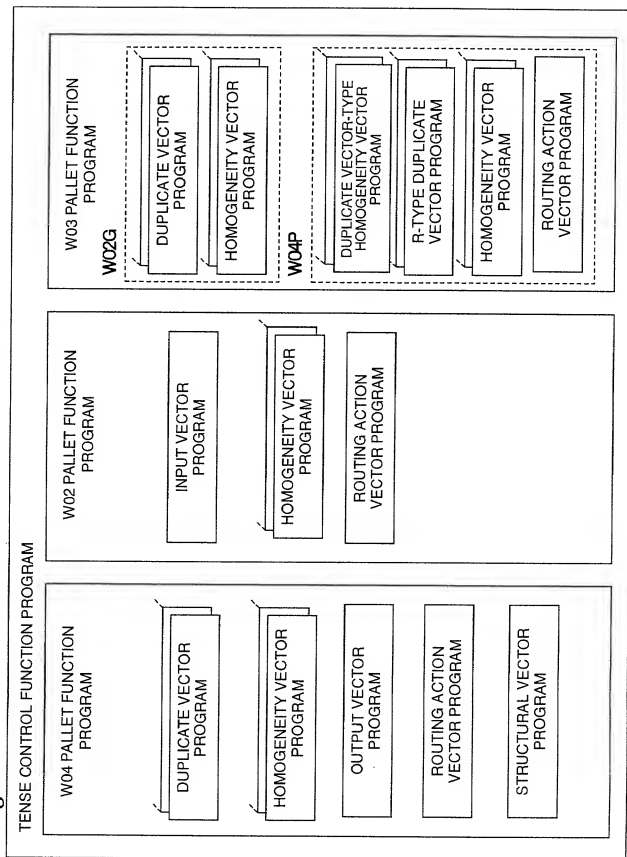 TENSE CONTROL FUNCTION PROGRAM
W04 PALLET FUNCTION
PROGRAM
DUPLICATE VECTOR
PROGRAM
HOMOGENEITY VECTOR
PROGRAM
OUTPUT VECTOR
PROGRAM
ROUTING ACTION
VECTOR PROGRAM
STRUCTURAL VECTOR
PROGRAM
W02 PALLET FUNCTION
PROGRAM
INPUT VECTOR
PROGRAM
HOMOGENEITY VECTOR
PROGRAM
ROUTING ACTION
VECTOR PROGRAM
W03 PALLET FUNCTION
PROGRAM
W02G
DUPLICATE VECTOR
PROGRAM
HOMOGENEITY VECTOR
PROGRAM
W04P
DUPLICATE VECTOR-TYPE
HOMOGENEITY VECTOR
PROGRAM
R-TYPE DUPLICATE
VECTOR PROGRAM
HOMOGENEITY VECTOR
PROGRAM
ROUTING ACTION
VECTOR PROGRAM